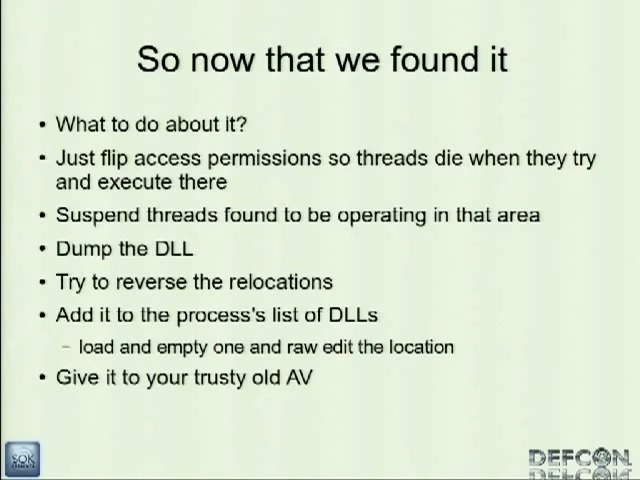 So now that we found it
• What to do about it?
• Just flip access permissions so threads die when they try
and execute there
• Suspend threads found to be operating in that area
• Dump the DLL
• Try to reverse the relocations
• Add it to the process's list of DLLs
– load and empty one and raw edit the location
• Give it to your trusty old AV
SOK
DEFCON